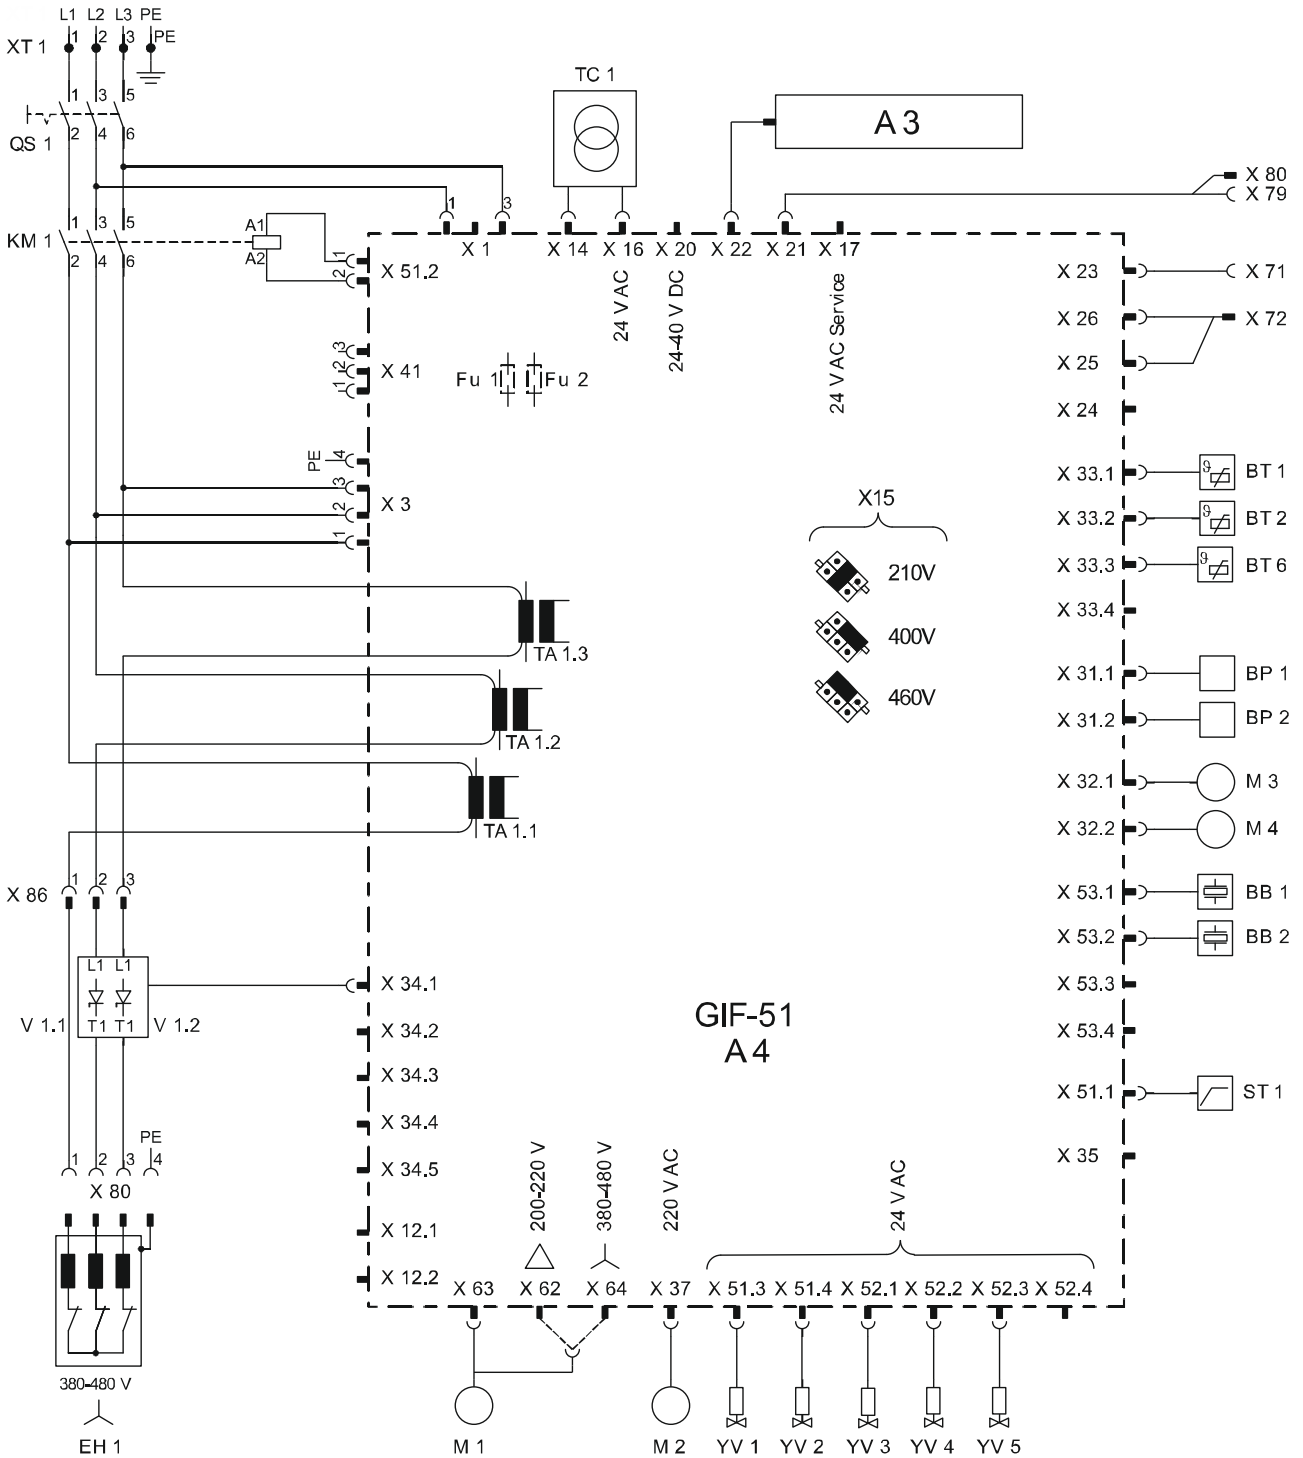 L1 L2 L3 PE
XT 1 1 2 3 PE
1 3 5
QS 1 2 4 6
TC 1
A 3
X 80
X 79
1 3
1 3 5 A1
KM 1 2 4 6 A2
X 1 X 14 X 16 X 20 X 22 X 21 X 17
24 V AC
24-40 V DC
24 V AC Service
1
2
X 51.2
X 23 X 71
X 26 X 72
X 25
X 24
3
2
1
X 41
Fu 1 Fu 2
PE 4
3
2
1
X 3
X15
210V
400V
460V
X 33.1 BT 1
X 33.2 BT 2
X 33.3 BT 6
X 33.4
TA 1.3
TA 1.2
TA 1.1
X 31.1 BP 1
X 31.2 BP 2
X 32.1 M 3
X 32.2 M 4
X 53.1 BB 1
X 53.2 BB 2
X 53.3
X 53.4
X 51.1 ST 1
X 35
X 86 1 2 3
L1 L1
V 1.1 T1 T1 V 1.2
X 34.1
X 34.2
X 34.3
X 34.4
X 34.5
X 12.1
X 12.2
GIF-51
A 4
PE
1 2 3 4
X 80
380-480 V
EH 1
200-220 V
380-480 V
220 V AC
24 V AC
X 63 X 62 X 64 X 37 X 51.3 X 51.4 X 52.1 X 52.2 X 52.3 X 52.4
M 1 M 2 YV 1 YV 2 YV 3 YV 4 YV 5